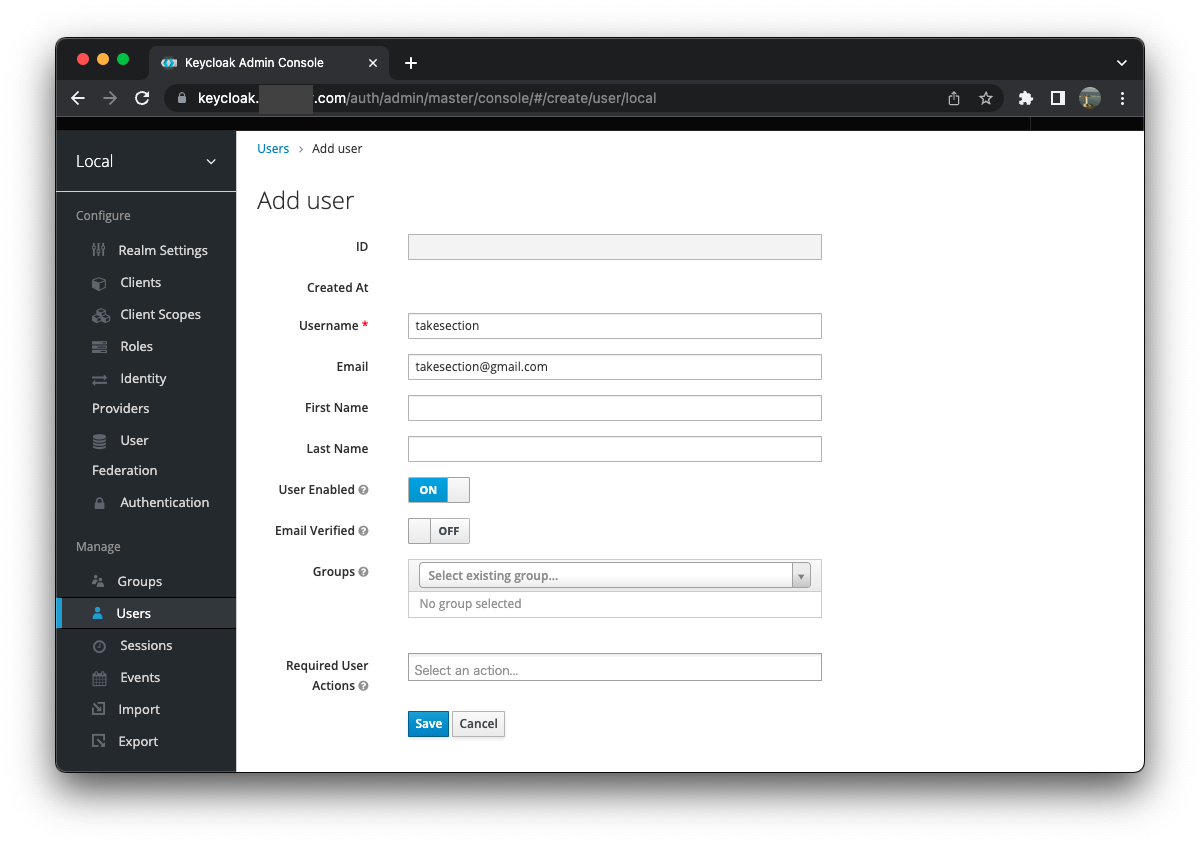 Keycloak Admin Console
keycloak. .com/auth/admin/master/console/#/create/user/local
Local
Configure
Realm Settings
Clients
Client Scopes
Roles
Identity
Providers
User
Federation
Authentication
Manage
Groups
Users
Sessions
Events
Import
Export
Users > Add user
Add user
ID
Created At
Username * takesection
Email takesection@gmail.com
First Name
Last Name
User Enabled ? ON
Email Verified ? OFF
Groups ? Select existing group...
No group selected
Required User Select an action...
Actions ?
Save Cancel